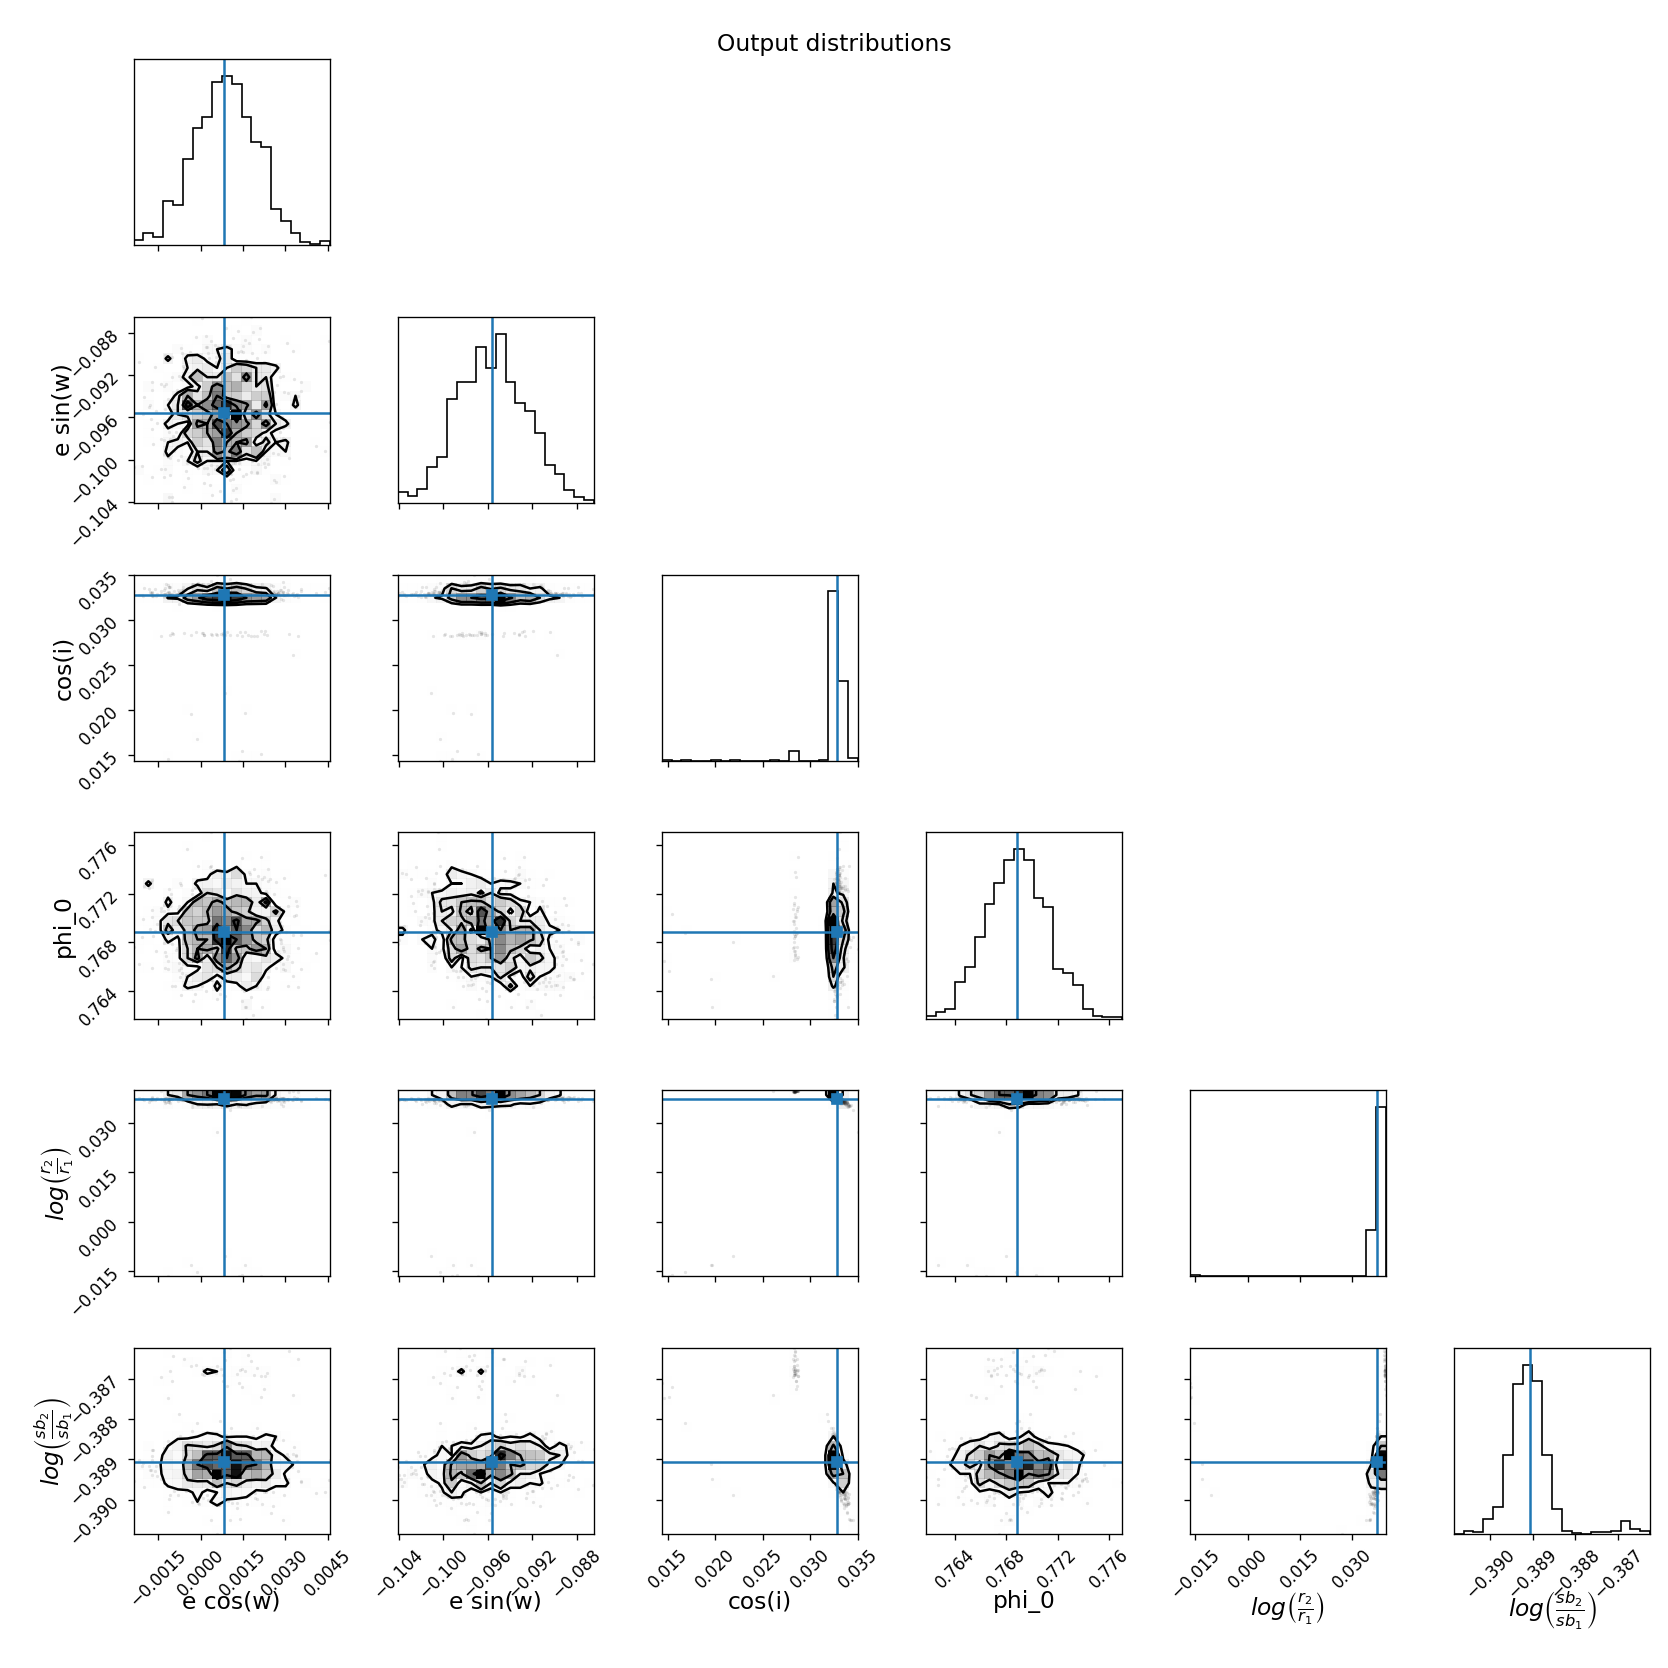 Output distributions
e sin(w)
−0.088
−0.092
−0.096
−0.100
−0.104
cos(i)
0.035
0.030
0.025
0.020
0.015
phi_0
0.776
0.772
0.768
0.764
log(r₂/r₁)
0.030
0.015
0.000
−0.015
log(sb₂/sb₁)
−0.387
−0.388
−0.389
−0.390
−0.0015 0.0000 0.0015 0.0030 0.0045
−0.104 −0.100 −0.096 −0.092 −0.088
0.015 0.020 0.025 0.030 0.035
0.764 0.768 0.772 0.776
−0.015 0.000 0.015 0.030
−0.390 −0.389 −0.388 −0.387
e cos(w) e sin(w) cos(i) phi_0 log(r₂/r₁) log(sb₂/sb₁)